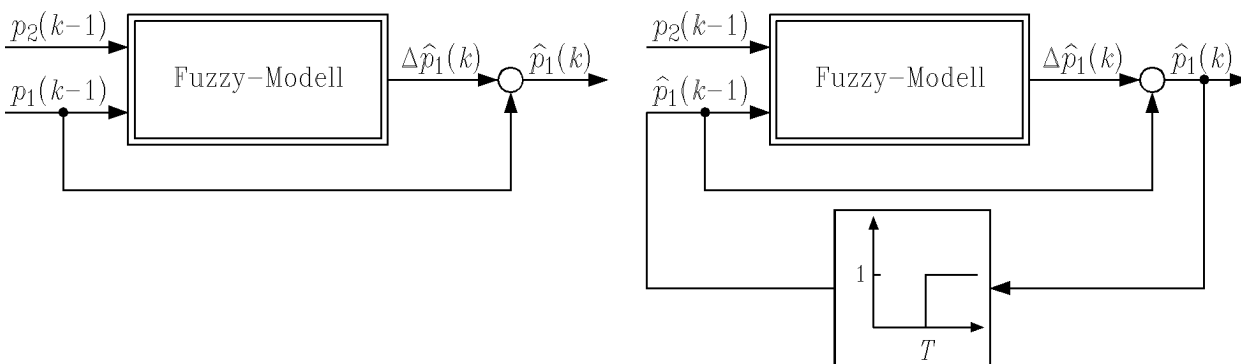 p₂(k−1)
Fuzzy-Modell
Δp̂₁(k)
p̂₁(k)
p₁(k−1)
p₂(k−1)
Fuzzy-Modell
Δp̂₁(k)
p̂₁(k)
p̂₁(k−1)
1
T